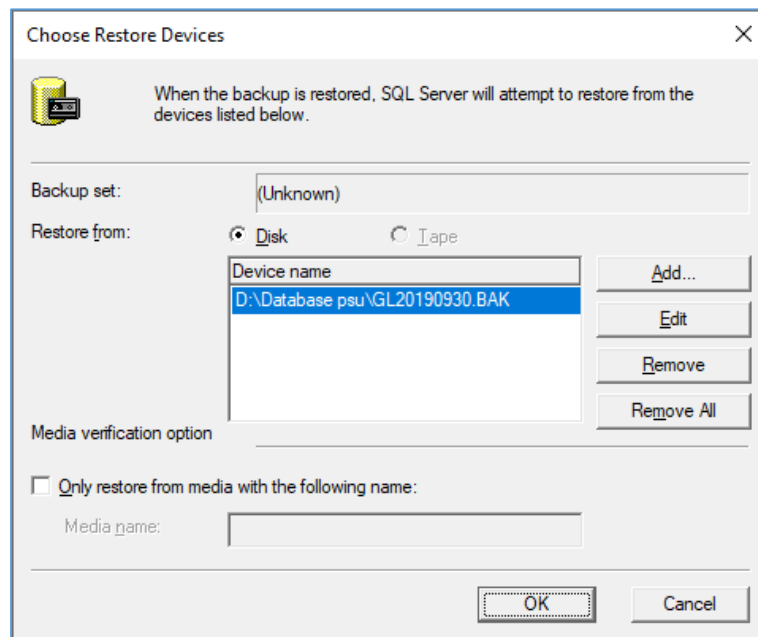 Choose Restore Devices
When the backup is restored, SQL Server will attempt to restore from the
devices listed below.
Backup set:
(Unknown)
Restore from:
Disk
Tape
Device name
D:\Database psu\GL20190930.BAK
Add...
Edit
Remove
Remove All
Media verification option
Only restore from media with the following name:
Media name:
OK
Cancel